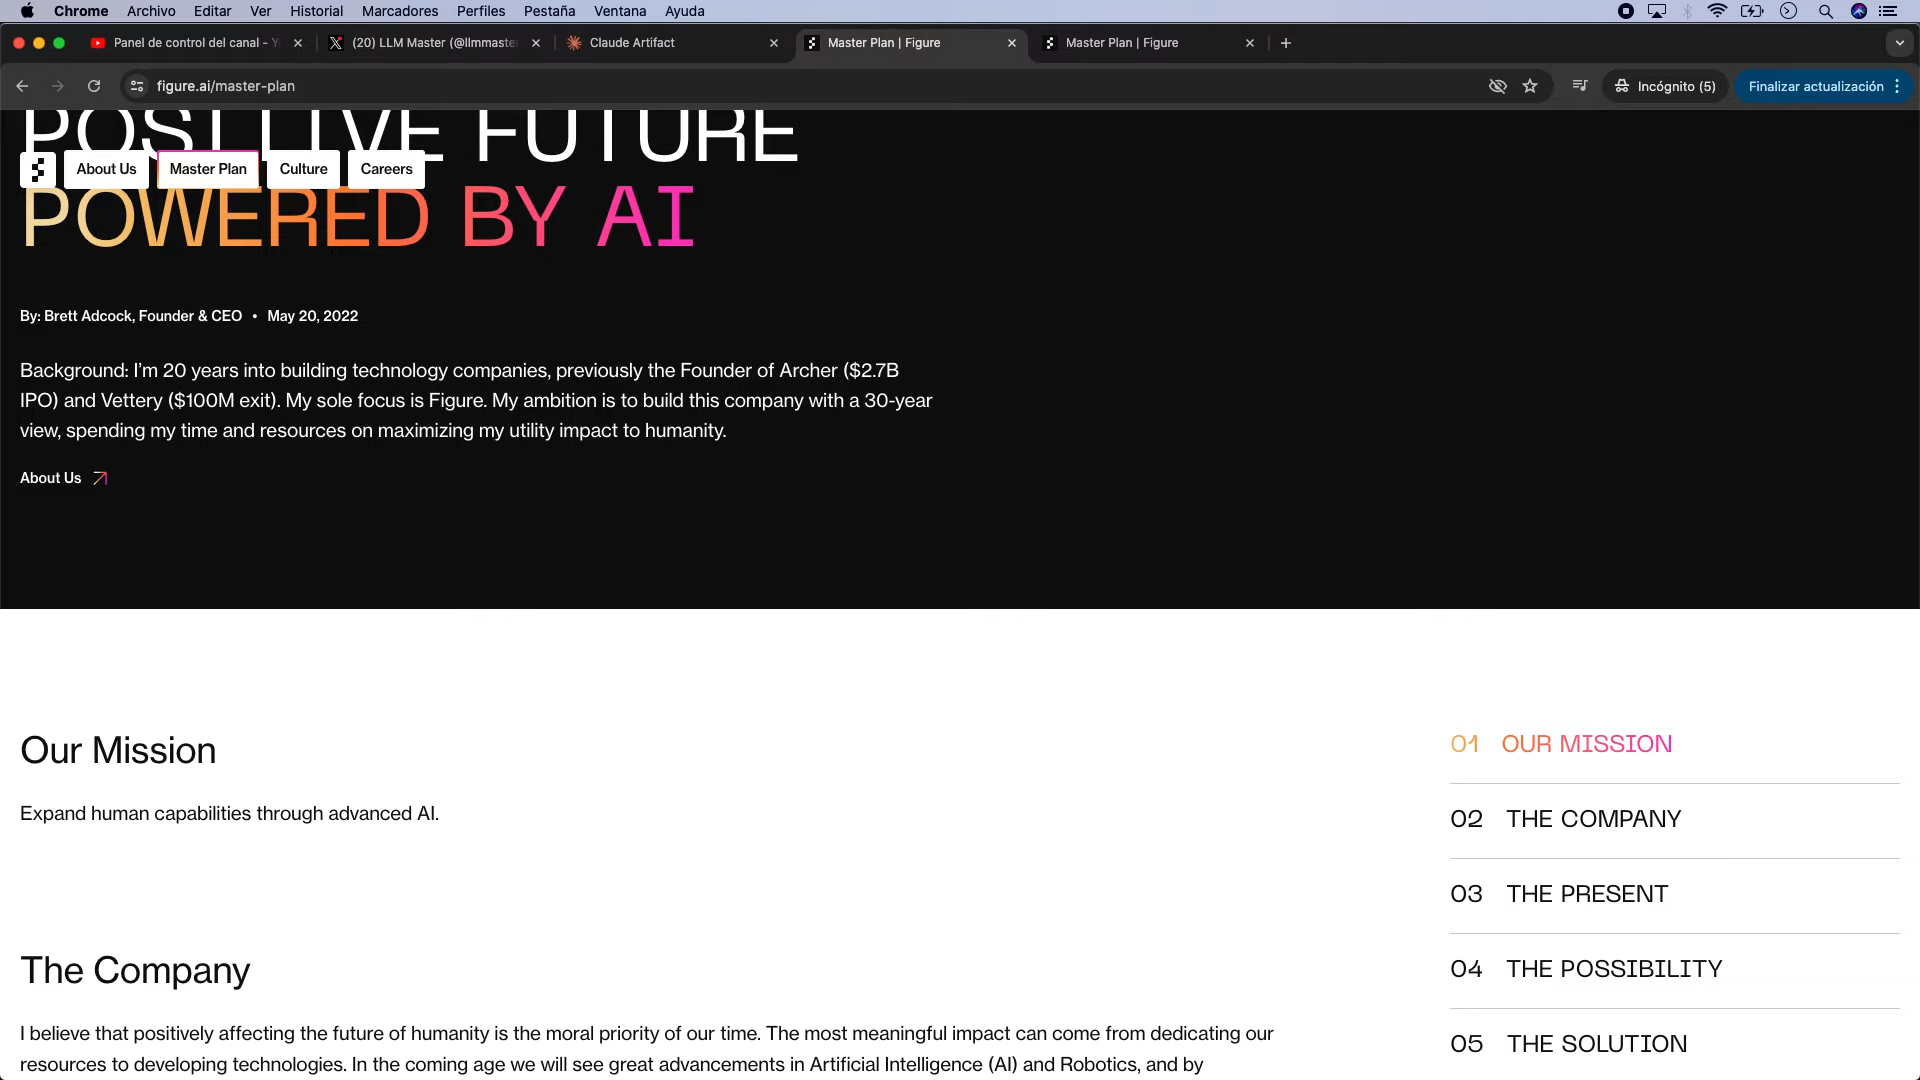 Chrome Archivo Editar Ver Historial Marcadores Perfiles Pestaña Ventana Ayuda
Panel de control del canal - Y
(20) LLM Master (@llmmaster
Claude Artifact
Master Plan | Figure
Master Plan | Figure
figure.ai/master-plan
Incógnito (5)
Finalizar actualización
POSITIVE FUTURE
About Us
Master Plan
Culture
Careers
POWERED BY AI
By: Brett Adcock, Founder & CEO • May 20, 2022
Background: I’m 20 years into building technology companies, previously the Founder of Archer ($2.7B
IPO) and Vettery ($100M exit). My sole focus is Figure. My ambition is to build this company with a 30-year
view, spending my time and resources on maximizing my utility impact to humanity.
About Us
Our Mission
Expand human capabilities through advanced AI.
The Company
I believe that positively affecting the future of humanity is the moral priority of our time. The most meaningful impact can come from dedicating our
resources to developing technologies. In the coming age we will see great advancements in Artificial Intelligence (AI) and Robotics, and by
01 OUR MISSION
02 THE COMPANY
03 THE PRESENT
04 THE POSSIBILITY
05 THE SOLUTION